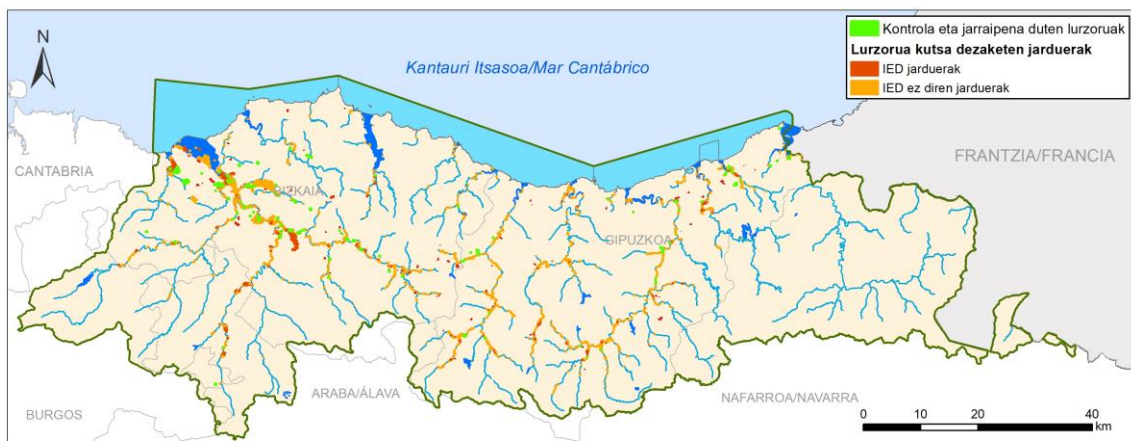 Kontrola eta jarraipena duten lurzoruak
Lurzorua kutsa dezaketen jarduerak
IED jarduerak
IED ez diren jarduerak
N
Kantauri Itsasoa/Mar Cantábrico
CANTABRIA
FRANTZIA/FRANCIA
BIZKAIA
GIPUZKOA
ARABA/ÁLAVA
NAFARROA/NAVARRA
BURGOS
0 10 20 40
km